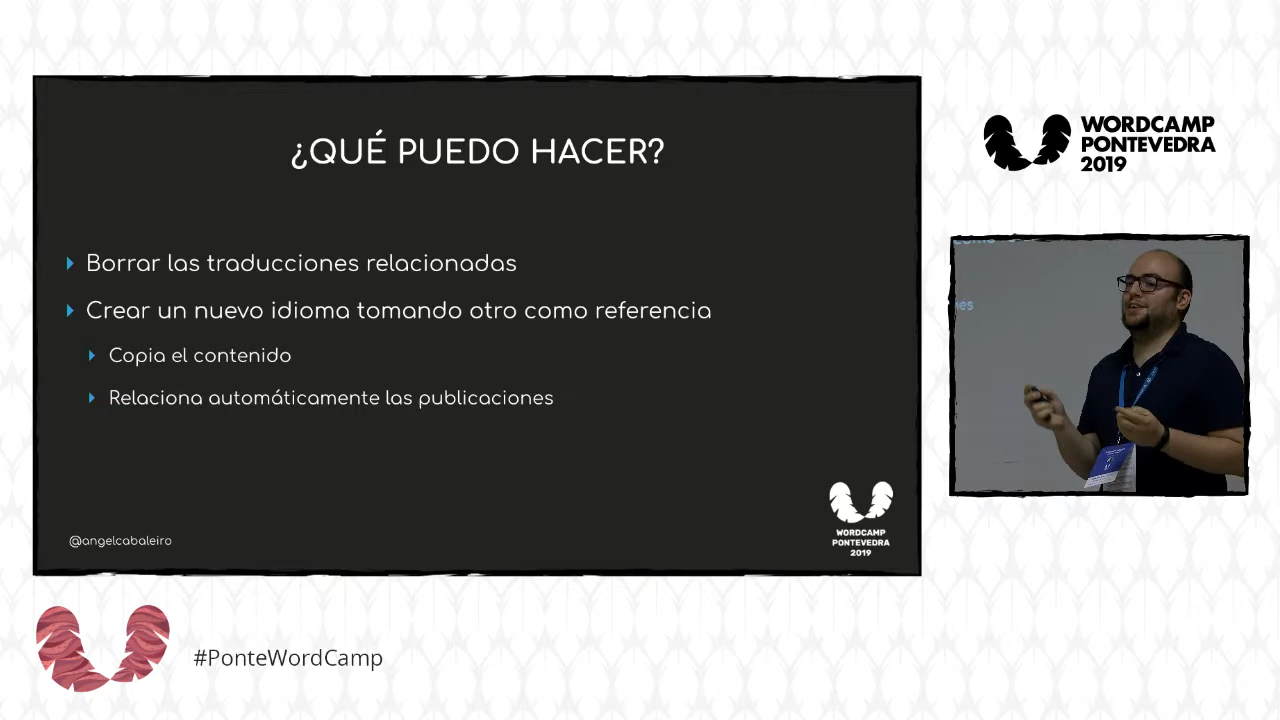 ¿QUÉ PUEDO HACER?
Borrar las traducciones relacionadas
Crear un nuevo idioma tomando otro como referencia
Copia el contenido
Relaciona automáticamente las publicaciones
@angelcabaleiro
WORDCAMP
PONTEVEDRA
2019
WORDCAMP
PONTEVEDRA
2019
#PonteWordCamp